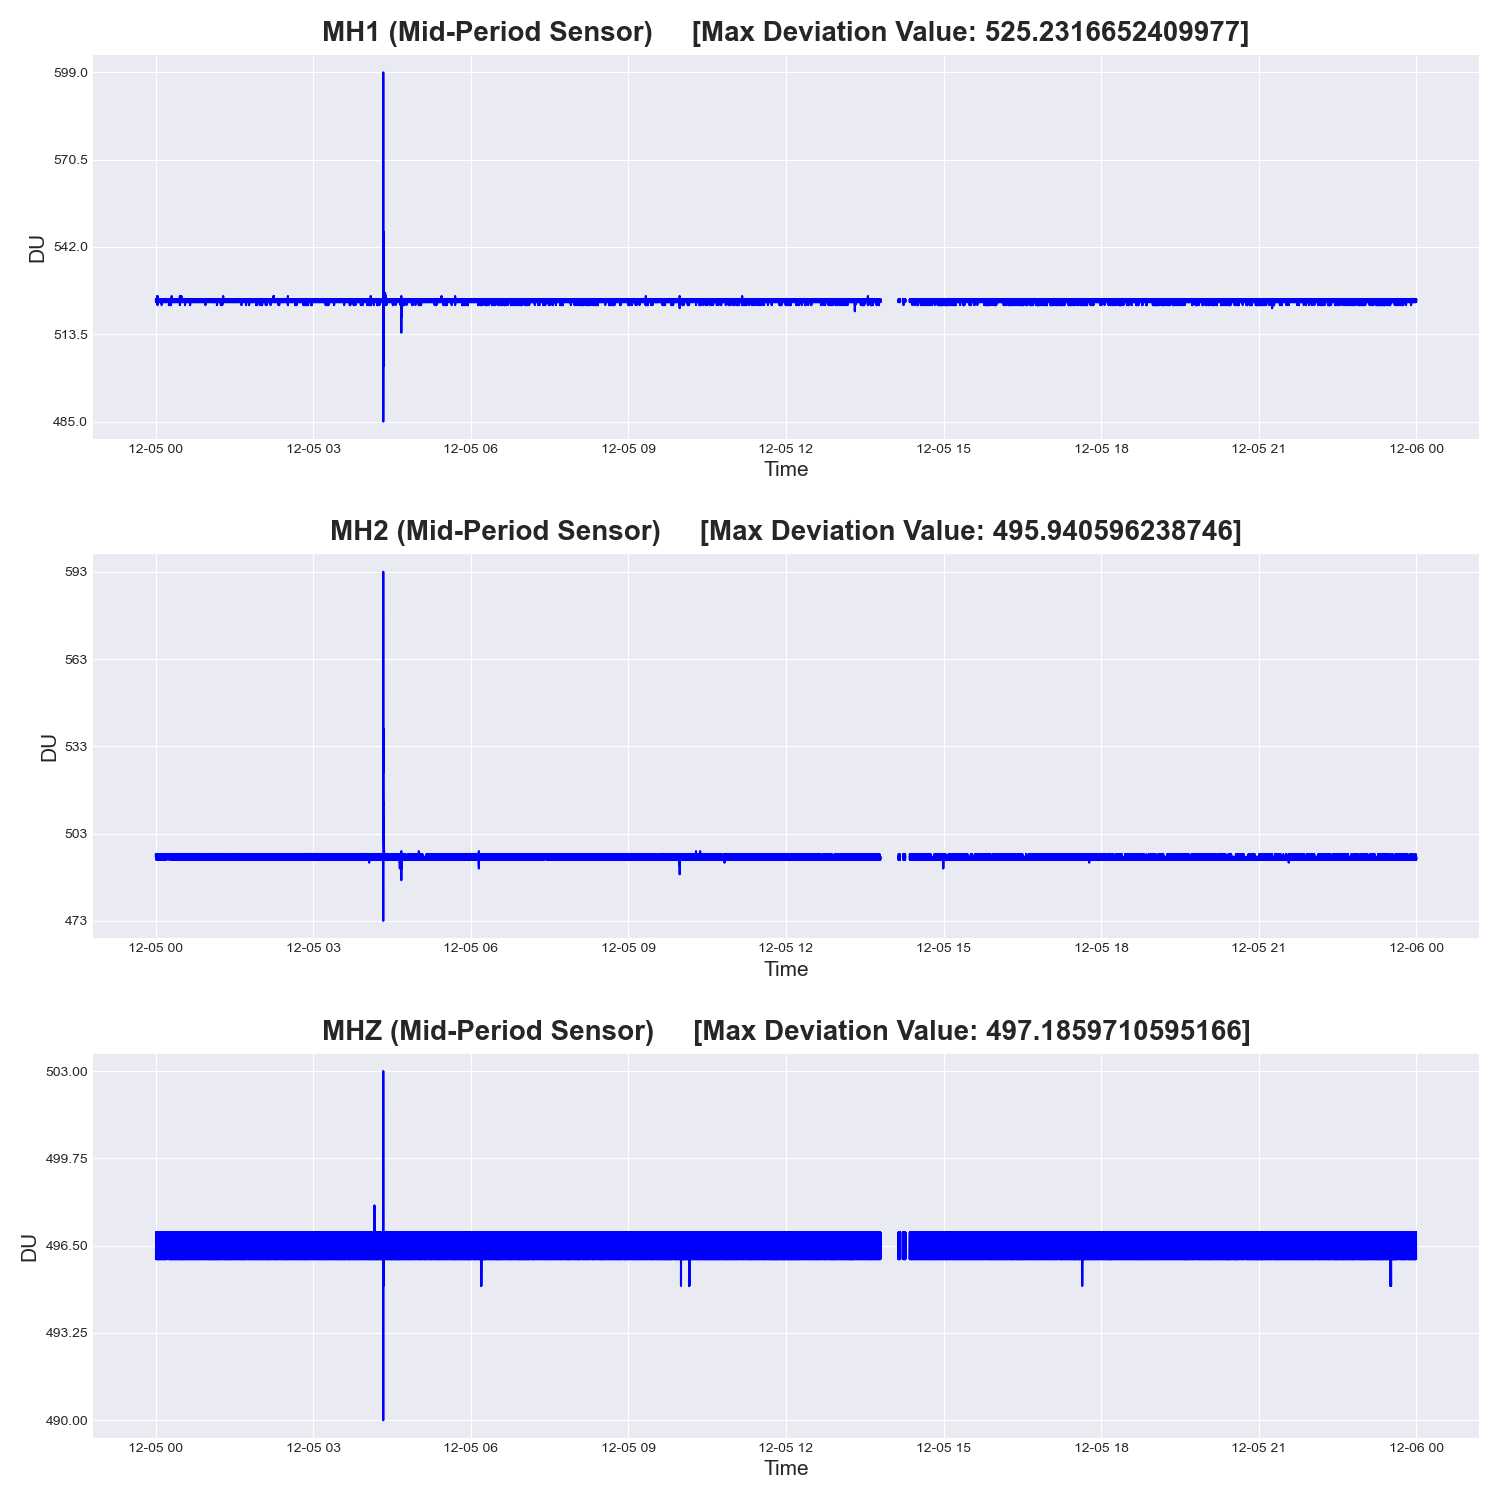 MH1 (Mid-Period Sensor) [Max Deviation Value: 525.2316652409977]
599.0
570.5
542.0
513.5
485.0
DU
12-05 00 12-05 03 12-05 06 12-05 09 12-05 12 12-05 15 12-05 18 12-05 21 12-06 00
Time
MH2 (Mid-Period Sensor) [Max Deviation Value: 495.940596238746]
593
563
533
503
473
DU
12-05 00 12-05 03 12-05 06 12-05 09 12-05 12 12-05 15 12-05 18 12-05 21 12-06 00
Time
MHZ (Mid-Period Sensor) [Max Deviation Value: 497.1859710595166]
503.00
499.75
496.50
493.25
490.00
DU
12-05 00 12-05 03 12-05 06 12-05 09 12-05 12 12-05 15 12-05 18 12-05 21 12-06 00
Time